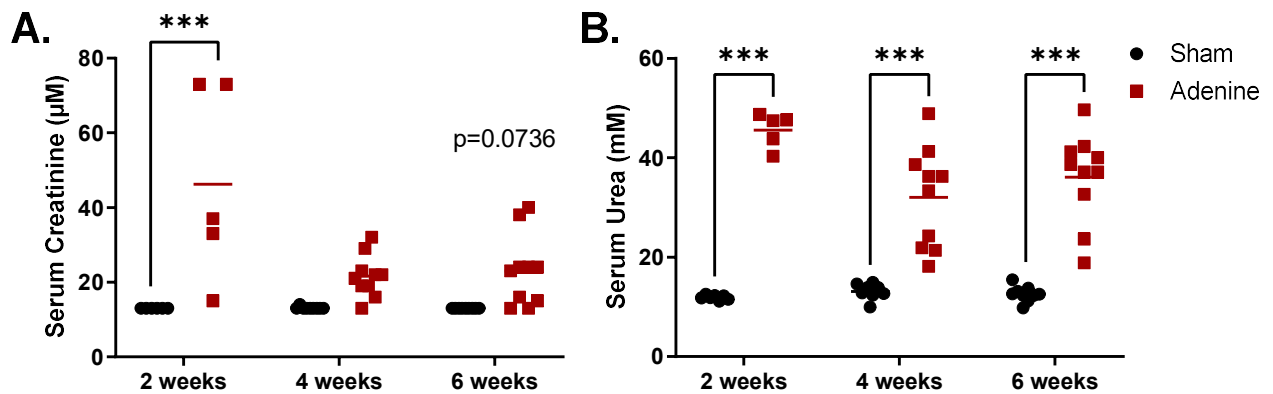 A.
***
Serum Creatinine (µM)
80
60
40
20
0
p=0.0736
2 weeks
4 weeks
6 weeks
B.
*** *** ***
Serum Urea (mM)
60
40
20
0
2 weeks
4 weeks
6 weeks
Sham
Adenine